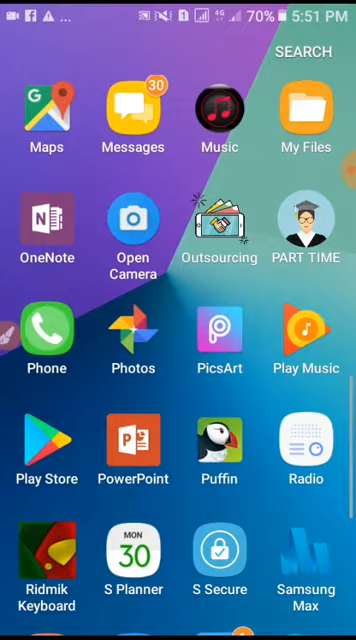 4G 70% 5:51 PM
SEARCH
30
Maps Messages Music My Files
OneNote Open Camera Outsourcing PART TIME
Phone Photos PicsArt Play Music
Play Store PowerPoint Puffin Radio
MON
30
Ridmik Keyboard S Planner S Secure Samsung Max